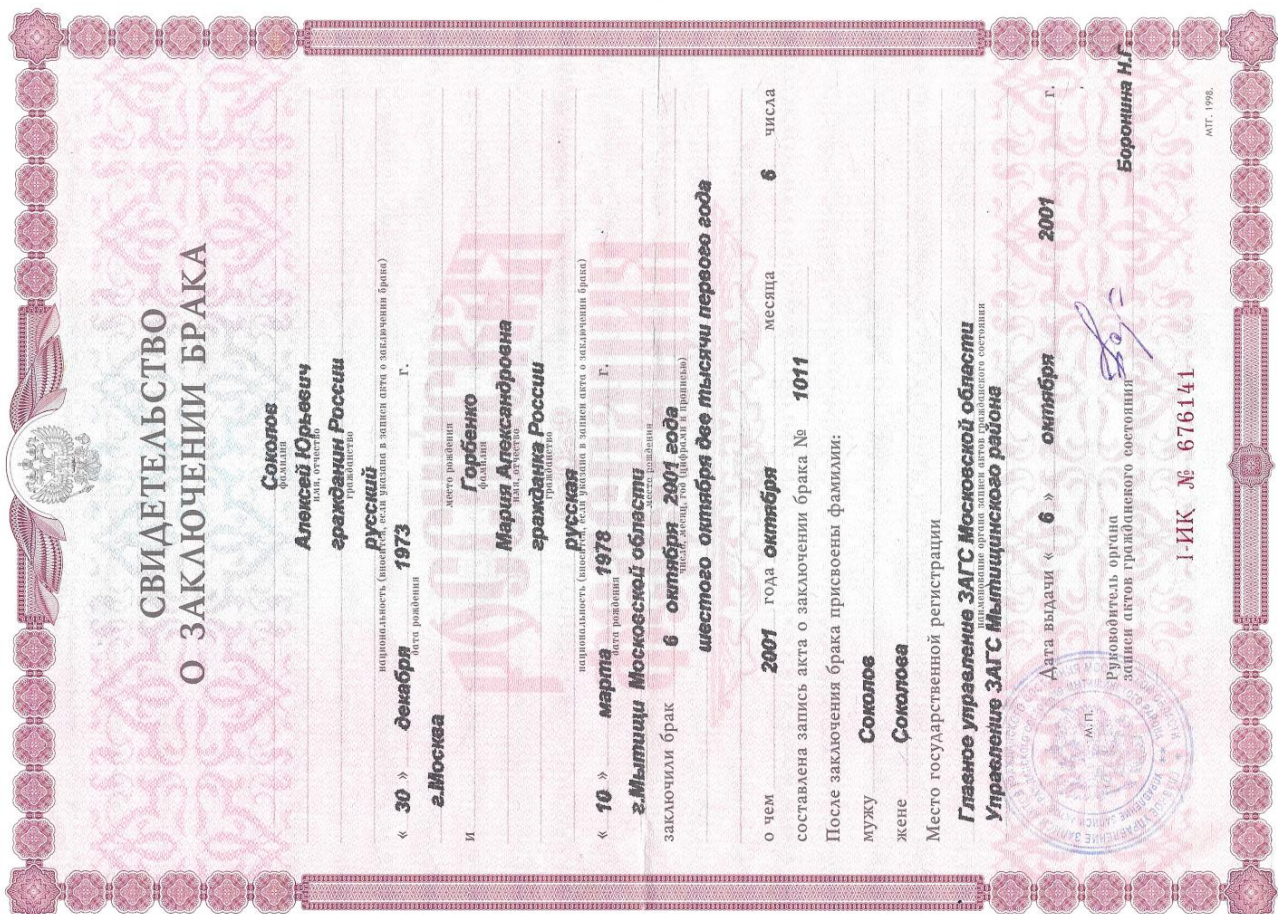 СВИДЕТЕЛЬСТВО
О ЗАКЛЮЧЕНИИ БРАКА
Соколов
фамилия
Алексей Юрьевич
имя, отчество
гражданин России
гражданство
русский
национальность (вносится, если указана в записи акта о заключении брака)
« 30 » декабря 1973 г.
дата рождения
г.Москва
место рождения
и Горбенко
фамилия
Мария Александровна
имя, отчество
гражданка России
гражданство
русская
национальность (вносится, если указана в записи акта о заключении брака)
« 10 » марта 1978 г.
дата рождения
г.Мытищи Московской области
место рождения
заключили брак 6 октября 2001 года
число, месяц, год (цифрами и прописью)
шестого октября две тысячи первого года
о чем 2001 года октября месяца 6 числа
составлена запись акта о заключении брака № 1011
После заключения брака присвоены фамилии:
мужу Соколов
жене Соколова
Место государственной регистрации
Главное управление ЗАГС Московской области
наименование органа записи актов гражданского состояния
Управление ЗАГС Мытищинского района
Дата выдачи « 6 » октября 2001 г.
М.П.
Руководитель органа
записи актов гражданского состояния Боронина Н.Г.
I-ИК № 676141
МТГ. 1998.